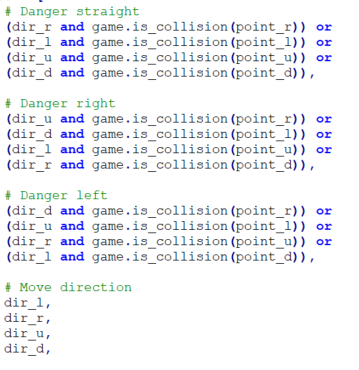 # Danger straight
(dir_r and game.is_collision(point_r)) or
(dir_l and game.is_collision(point_l)) or
(dir_u and game.is_collision(point_u)) or
(dir_d and game.is_collision(point_d)),
# Danger right
(dir_u and game.is_collision(point_r)) or
(dir_d and game.is_collision(point_l)) or
(dir_l and game.is_collision(point_u)) or
(dir_r and game.is_collision(point_d)),
# Danger left
(dir_d and game.is_collision(point_r)) or
(dir_u and game.is_collision(point_l)) or
(dir_r and game.is_collision(point_u)) or
(dir_l and game.is_collision(point_d)),
# Move direction
dir_l,
dir_r,
dir_u,
dir_d,